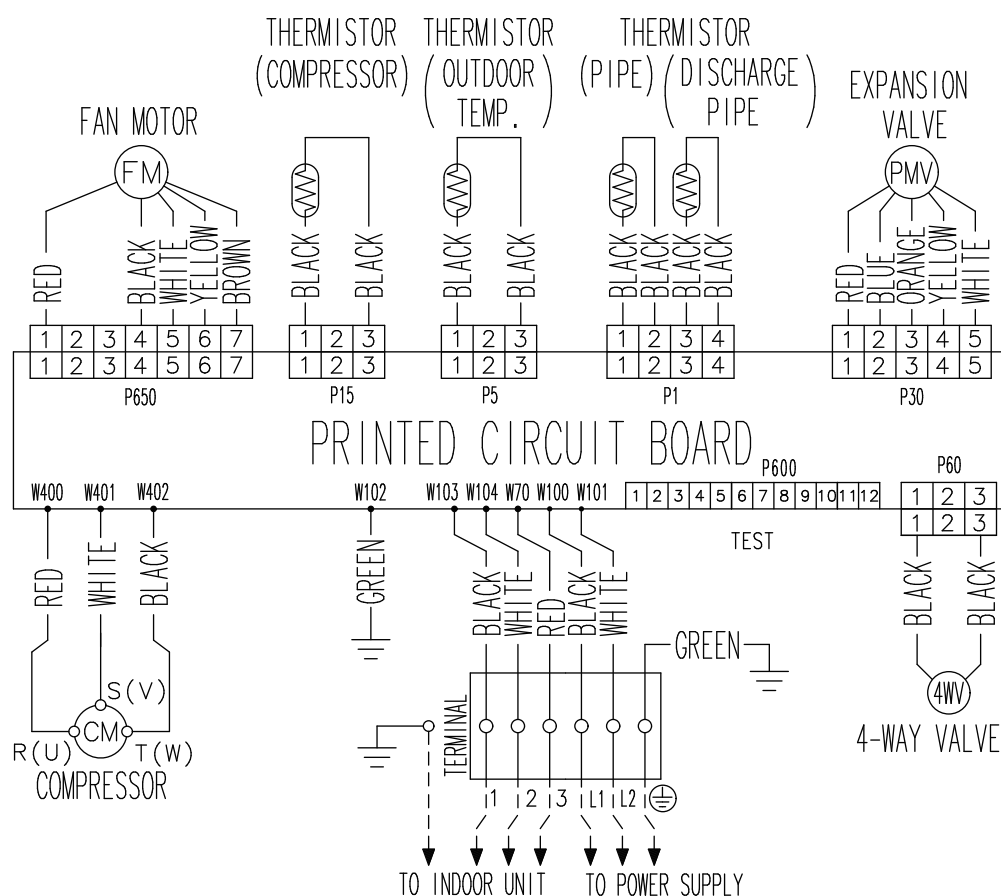 THERMISTOR THERMISTOR THERMISTOR
(COMPRESSOR) (OUTDOOR TEMP.) (PIPE) (DISCHARGE PIPE)
FAN MOTOR
EXPANSION
VALVE
FM
PMV
RED BLACK WHITE YELLOW BROWN
BLACK BLACK
BLACK BLACK
BLACK BLACK BLACK BLACK
RED BLUE ORANGE YELLOW WHITE
1 2 3 4 5 6 7
1 2 3 4 5 6 7
1 2 3
1 2 3
1 2 3
1 2 3
1 2 3 4
1 2 3 4
1 2 3 4 5
1 2 3 4 5
P650 P15 P5 P1 P30
PRINTED CIRCUIT BOARD
P600 P60
W400 W401 W402 W102 W103 W104 W70 W100 W101
1 2 3 4 5 6 7 8 9 10 11 12
1 2 3
1 2 3
TEST
RED WHITE BLACK
GREEN
BLACK WHITE RED BLACK WHITE
BLACK BLACK
GREEN
S(V)
CM
R(U) T(W)
COMPRESSOR
TERMINAL
4WV
4-WAY VALVE
1 2 3 L1 L2
TO INDOOR UNIT TO POWER SUPPLY